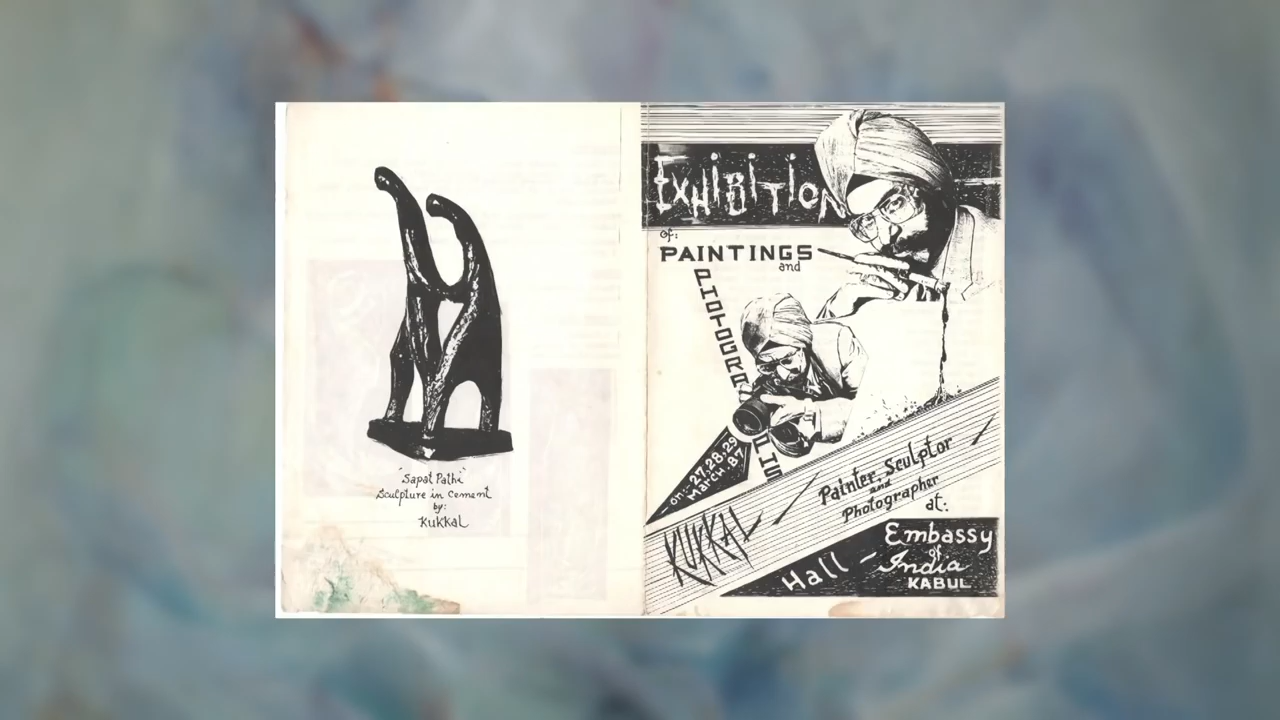 "Sapat Pathi"
Sculpture in cement
by:
KUKKAL
EXHIBITION
of:
PAINTINGS
and
PHOTOGRAPHS
on:- 27,28,29
March, 87
KUKKAL
Painter, Sculptor
and
Photographer
at:
Embassy
of
Hall - India
KABUL